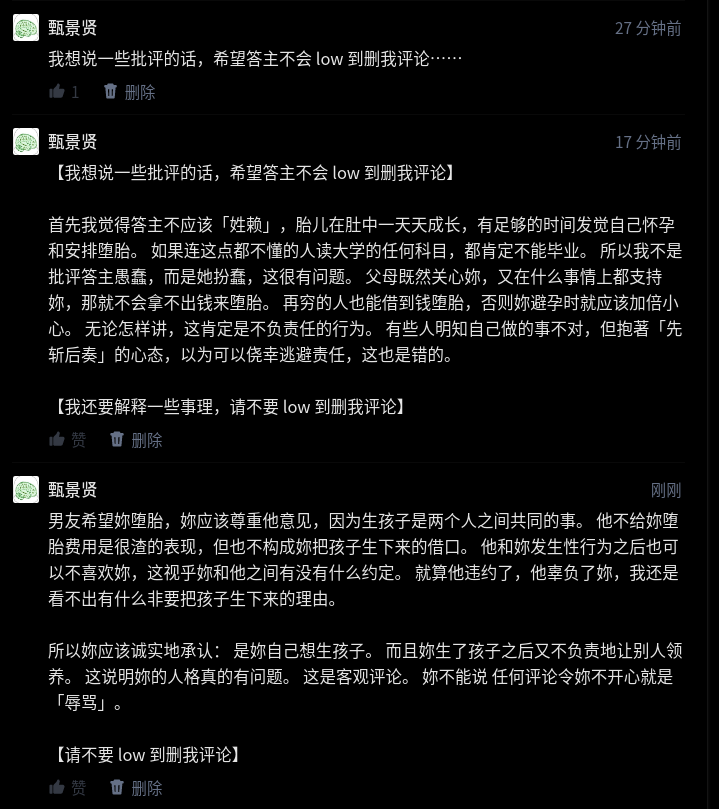 甄景贤
27 分钟前
我想说一些批评的话，希望答主不会 low 到删我评论⋯⋯
1 删除
甄景贤
17 分钟前
【我想说一些批评的话，希望答主不会 low 到删我评论】
首先我觉得答主不应该「姓赖」，胎儿在肚中一天天成长，有足够的时间发觉自己怀孕
和安排堕胎。 如果连这点都不懂的人读大学的任何科目，都肯定不能毕业。 所以我不是
批评答主愚蠢，而是她扮蠢，这很有问题。 父母既然关心妳，又在什么事情上都支持
妳，那就不会拿不出钱来堕胎。 再穷的人也能借到钱堕胎，否则妳避孕时就应该加倍小
心。 无论怎样讲，这肯定是不负责任的行为。 有些人明知自己做的事不对，但抱著「先
斩后奏」的心态，以为可以侥幸逃避责任，这也是错的。
【我还要解释一些事理，请不要 low 到删我评论】
赞 删除
甄景贤
刚刚
男友希望妳堕胎，妳应该尊重他意见，因为生孩子是两个人之间共同的事。 他不给妳堕
胎费用是很渣的表现，但也不构成妳把孩子生下来的借口。 他和妳发生性行为之后也可
以不喜欢妳，这视乎妳和他之间有没有什么约定。 就算他违约了，他辜负了妳，我还是
看不出有什么非要把孩子生下来的理由。
所以妳应该诚实地承认： 是妳自己想生孩子。 而且妳生了孩子之后又不负责地让别人领
养。 这说明妳的人格真的有问题。 这是客观评论。 妳不能说 任何评论令妳不开心就是
「辱骂」。
【请不要 low 到删我评论】
赞 删除